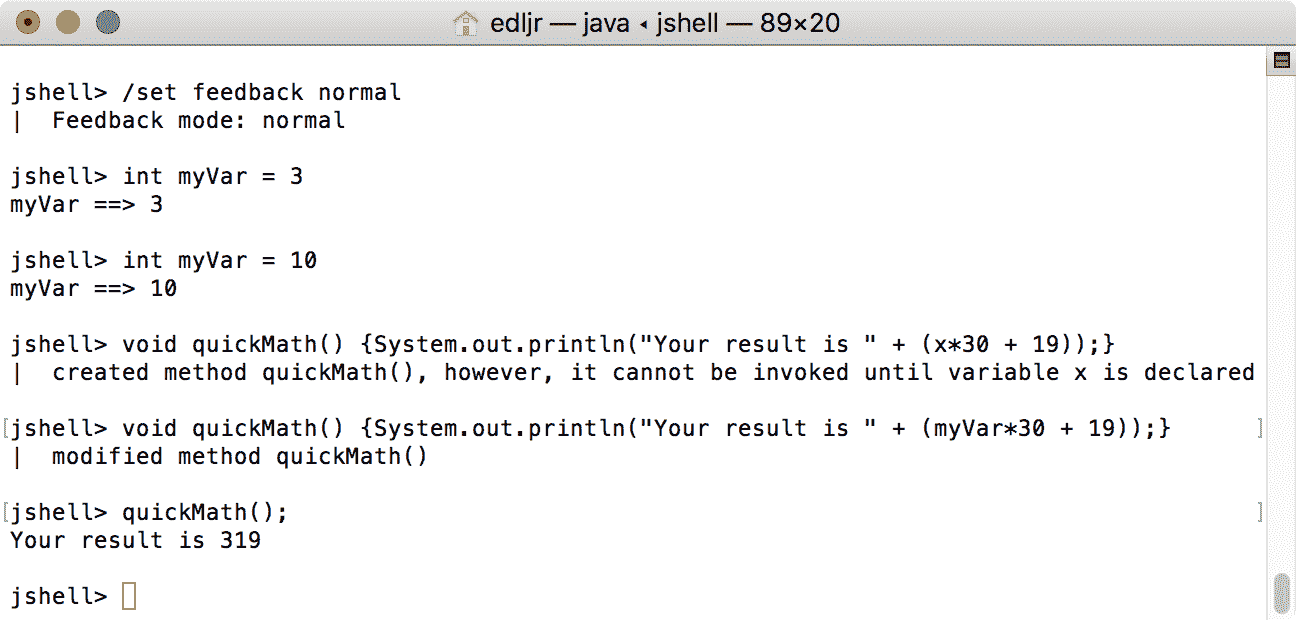 edljr — java ◂ jshell — 89×20
jshell> /set feedback normal
|  Feedback mode: normal
jshell> int myVar = 3
myVar ==> 3
jshell> int myVar = 10
myVar ==> 10
jshell> void quickMath() {System.out.println("Your result is " + (x*30 + 19));}
|  created method quickMath(), however, it cannot be invoked until variable x is declared
[jshell> void quickMath() {System.out.println("Your result is " + (myVar*30 + 19));} ]
|  modified method quickMath()
[jshell> quickMath(); ]
Your result is 319
jshell>